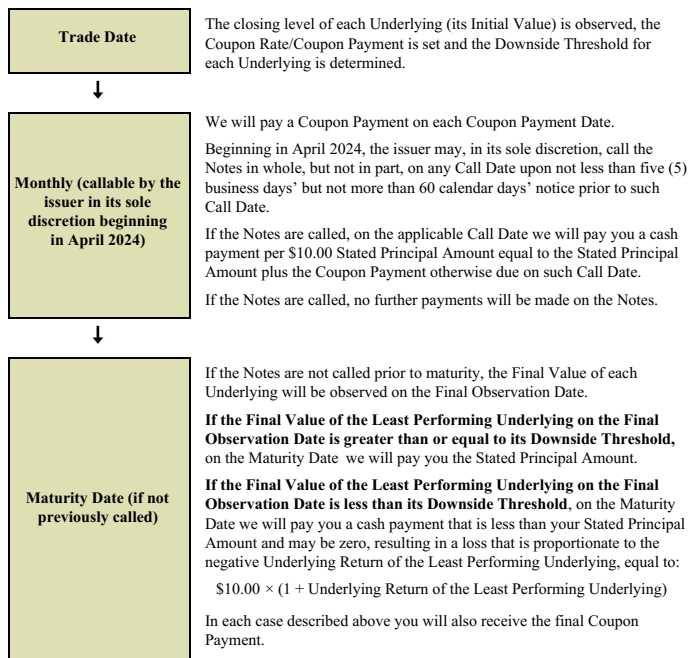 Trade Date
The closing level of each Underlying (its Initial Value) is observed, the
Coupon Rate/Coupon Payment is set and the Downside Threshold for
each Underlying is determined.
Monthly (callable by the
issuer in its sole
discretion beginning
in April 2024)
We will pay a Coupon Payment on each Coupon Payment Date.
Beginning in April 2024, the issuer may, in its sole discretion, call the
Notes in whole, but not in part, on any Call Date upon not less than five (5)
business days’ but not more than 60 calendar days’ notice prior to such
Call Date.
If the Notes are called, on the applicable Call Date we will pay you a cash
payment per $10.00 Stated Principal Amount equal to the Stated Principal
Amount plus the Coupon Payment otherwise due on such Call Date.
If the Notes are called, no further payments will be made on the Notes.
Maturity Date (if not
previously called)
If the Notes are not called prior to maturity, the Final Value of each
Underlying will be observed on the Final Observation Date.
If the Final Value of the Least Performing Underlying on the Final
Observation Date is greater than or equal to its Downside Threshold,
on the Maturity Date we will pay you the Stated Principal Amount.
If the Final Value of the Least Performing Underlying on the Final
Observation Date is less than its Downside Threshold, on the Maturity
Date we will pay you a cash payment that is less than your Stated Principal
Amount and may be zero, resulting in a loss that is proportionate to the
negative Underlying Return of the Least Performing Underlying, equal to:
$10.00 × (1 + Underlying Return of the Least Performing Underlying)
In each case described above you will also receive the final Coupon
Payment.